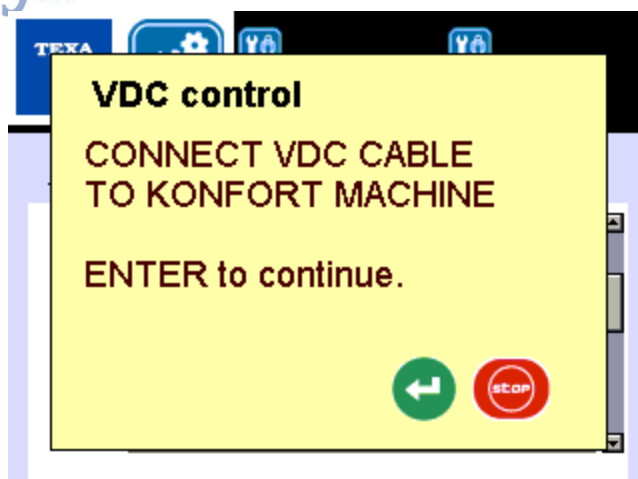 TEXA
VDC control
CONNECT VDC CABLE
TO KONFORT MACHINE
ENTER to continue.
stop